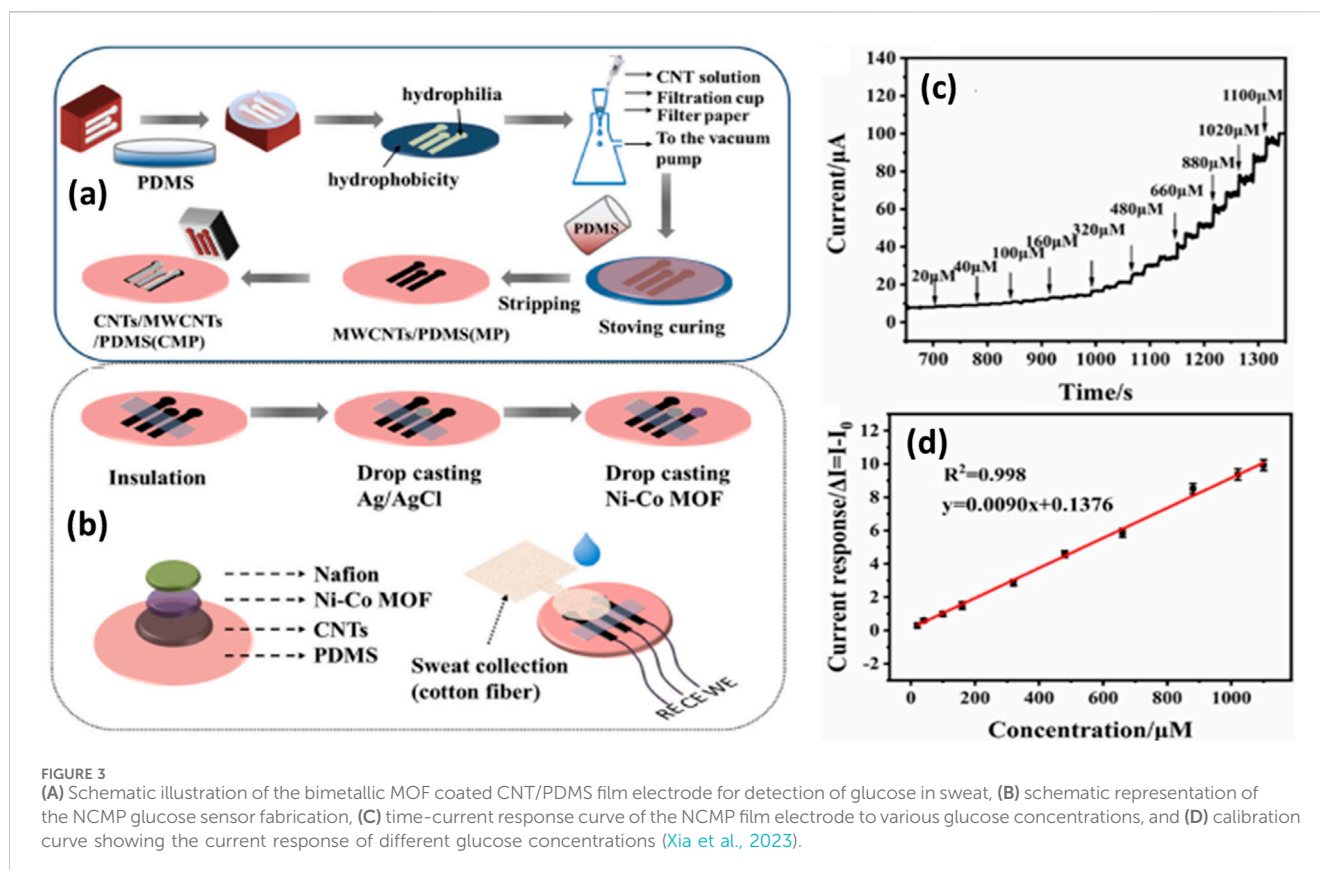 hydrophilia
PDMS
hydrophobicity
CNT solution
Filtration cup
Filter paper
To the vacuum
pump
(a)
PDMS
CNTs/MWCNTs
/PDMS(CMP)
MWCNTs/PDMS(MP)
Stripping
Stoving curing
Insulation
Drop casting
Ag/AgCl
Drop casting
Ni-Co MOF
(b)
Nafion
Ni-Co MOF
CNTs
PDMS
Sweat collection
(cotton fiber)
RE CE WE
(c)
Current/μA
140
120
100
80
60
40
20
0
20μM
40μM
100μM
160μM
320μM
480μM
660μM
880μM
1020μM
1100μM
700 800 900 1000 1100 1200 1300
Time/s
(d)
Current response/ΔI=I-I₀
12
10
8
6
4
2
0
-2
R²=0.998
y=0.0090x+0.1376
0 200 400 600 800 1000
Concentration/μM
FIGURE 3
(A) Schematic illustration of the bimetallic MOF coated CNT/PDMS film electrode for detection of glucose in sweat, (B) schematic representation of
the NCMP glucose sensor fabrication, (C) time-current response curve of the NCMP film electrode to various glucose concentrations, and (D) calibration
curve showing the current response of different glucose concentrations (Xia et al., 2023).